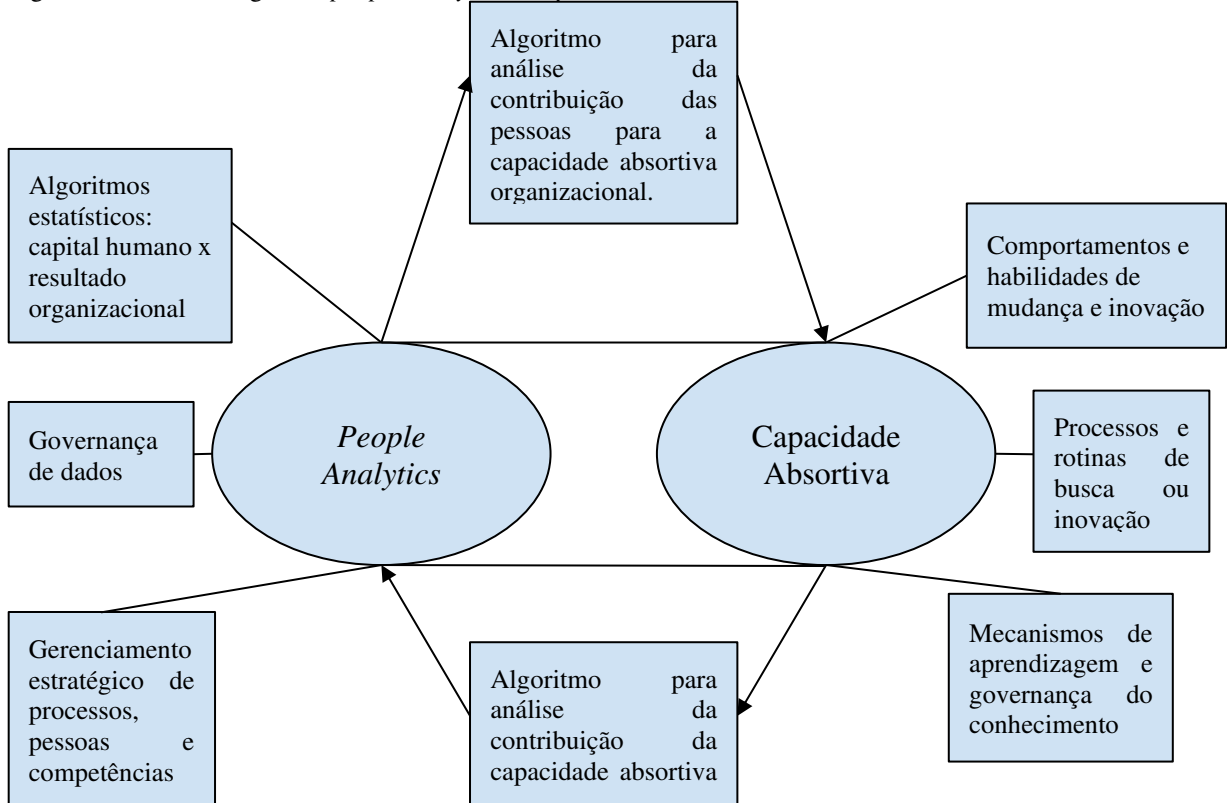 Algoritmo para
análise da
contribuição das
pessoas para a
capacidade absortiva
organizacional.
Algoritmos
estatísticos:
capital humano x
resultado
organizacional
Comportamentos e
habilidades de
mudança e inovação
Governança
de dados
People
Analytics
Capacidade
Absortiva
Processos e
rotinas de
busca ou
inovação
Gerenciamento
estratégico de
processos,
pessoas e
competências
Algoritmo para
análise da
contribuição da
capacidade absortiva
Mecanismos de
aprendizagem e
governança do
conhecimento